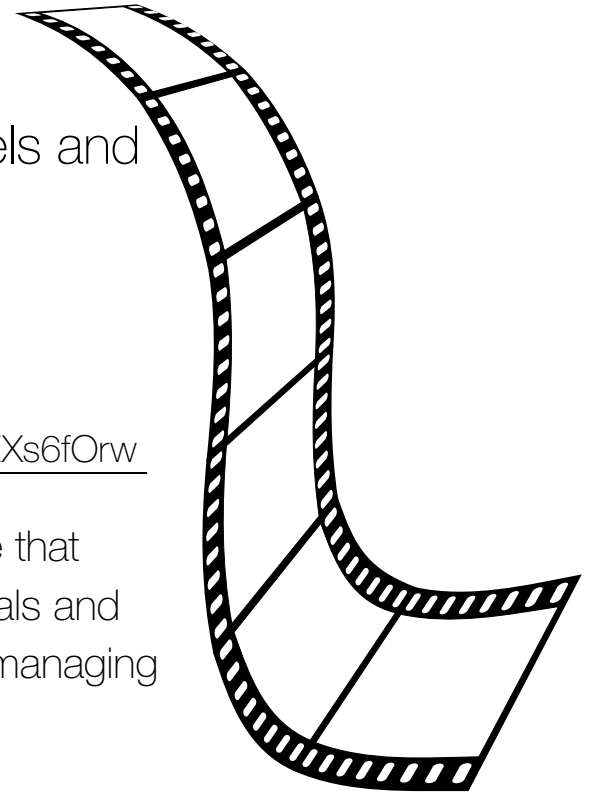 els and
Xs6fOrw
e that
als and
managing